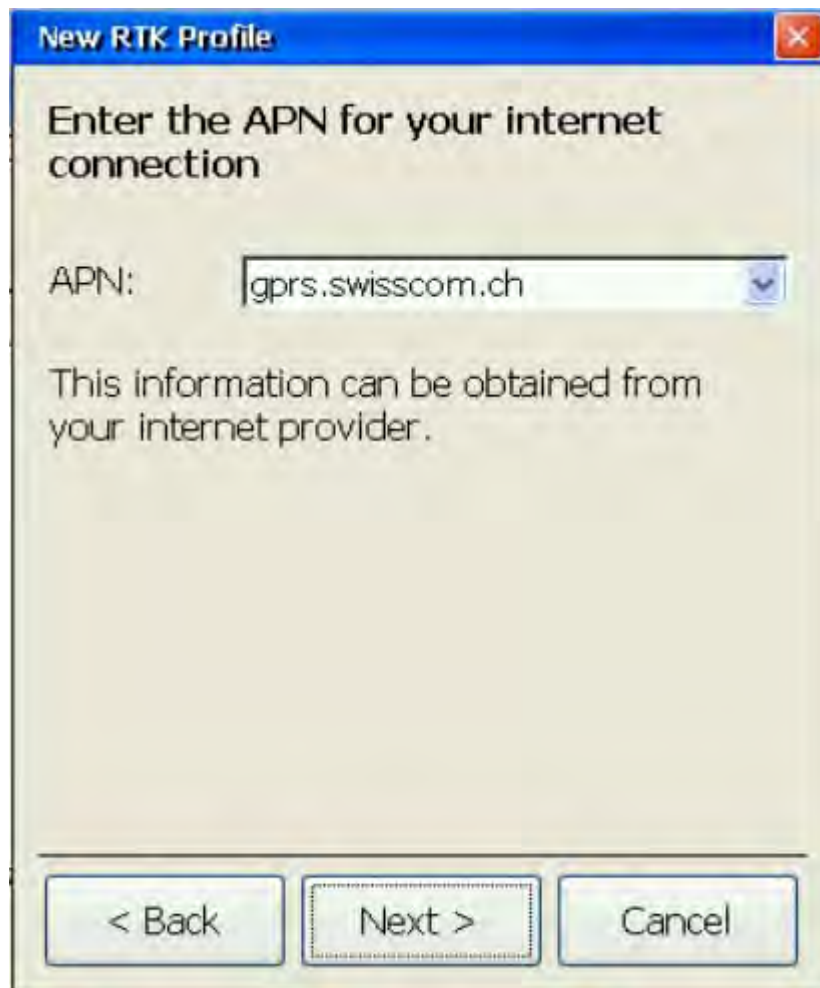 New RTK Profile
Enter the APN for your internet
connection
APN: gprs.swisscom.ch
This information can be obtained from
your internet provider.
< Back Next > Cancel